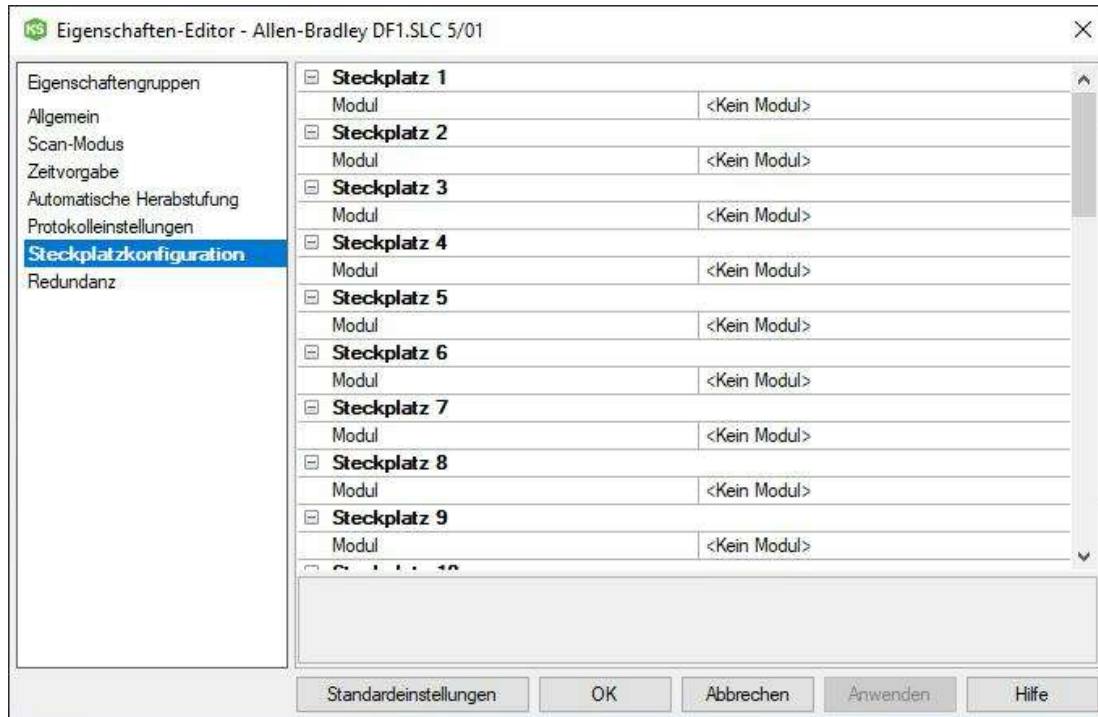 KS Eigenschaften-Editor - Allen-Bradley DF1.SLC 5/01
Eigenschaftengruppen
Allgemein
Scan-Modus
Zeitvorgabe
Automatische Herabstufung
Protokolleinstellungen
Steckplatzkonfiguration
Redundanz
Steckplatz 1
Modul <Kein Modul>
Steckplatz 2
Modul <Kein Modul>
Steckplatz 3
Modul <Kein Modul>
Steckplatz 4
Modul <Kein Modul>
Steckplatz 5
Modul <Kein Modul>
Steckplatz 6
Modul <Kein Modul>
Steckplatz 7
Modul <Kein Modul>
Steckplatz 8
Modul <Kein Modul>
Steckplatz 9
Modul <Kein Modul>
Standardeinstellungen OK Abbrechen Anwenden Hilfe